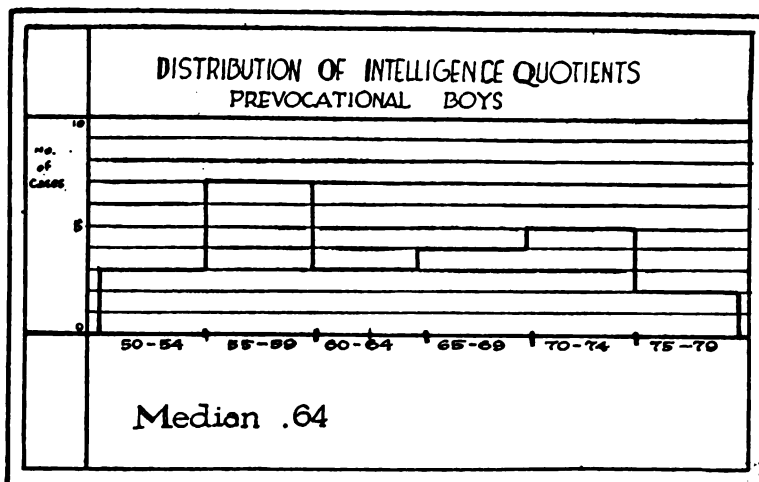 DISTRIBUTION OF INTELLIGENCE QUOTIENTS
PREVOCATIONAL BOYS
10
No.
of
Cases
5
0
50-54 55-59 60-64 65-69 70-74 75-79
Median .64